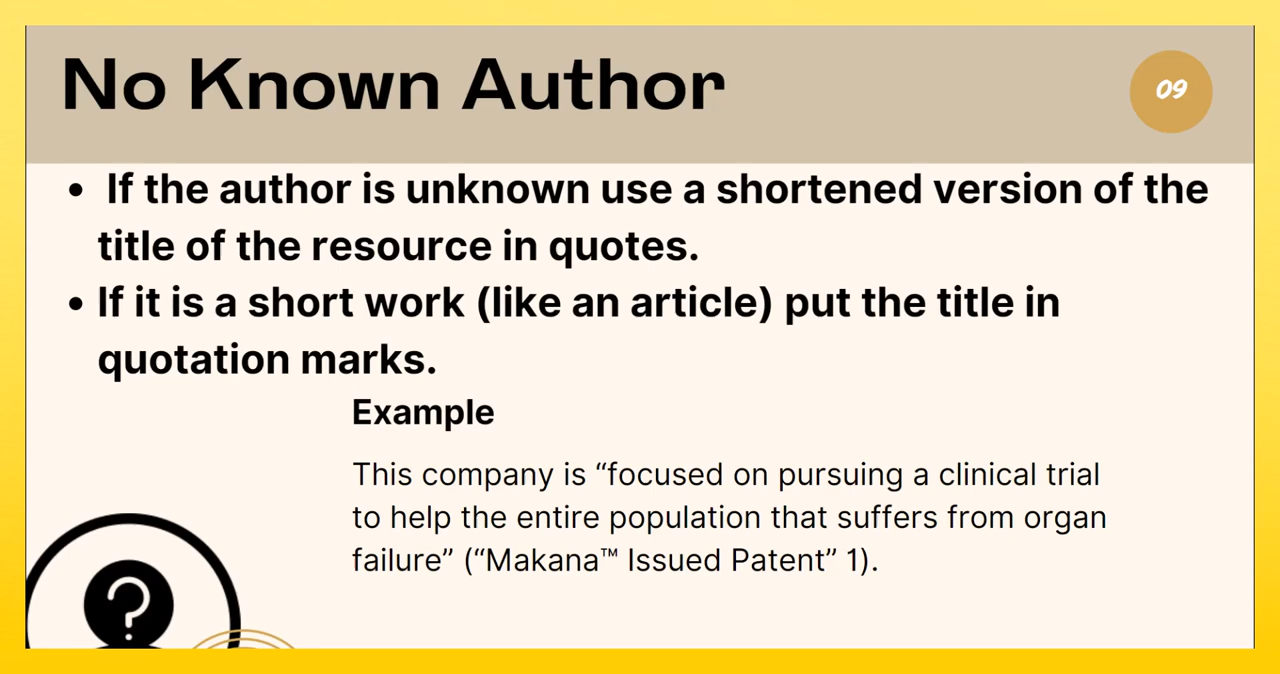 No Known Author
09
• If the author is unknown use a shortened version of the
title of the resource in quotes.
• If it is a short work (like an article) put the title in
quotation marks.
Example
This company is “focused on pursuing a clinical trial
to help the entire population that suffers from organ
failure” (“Makana™ Issued Patent” 1).
?